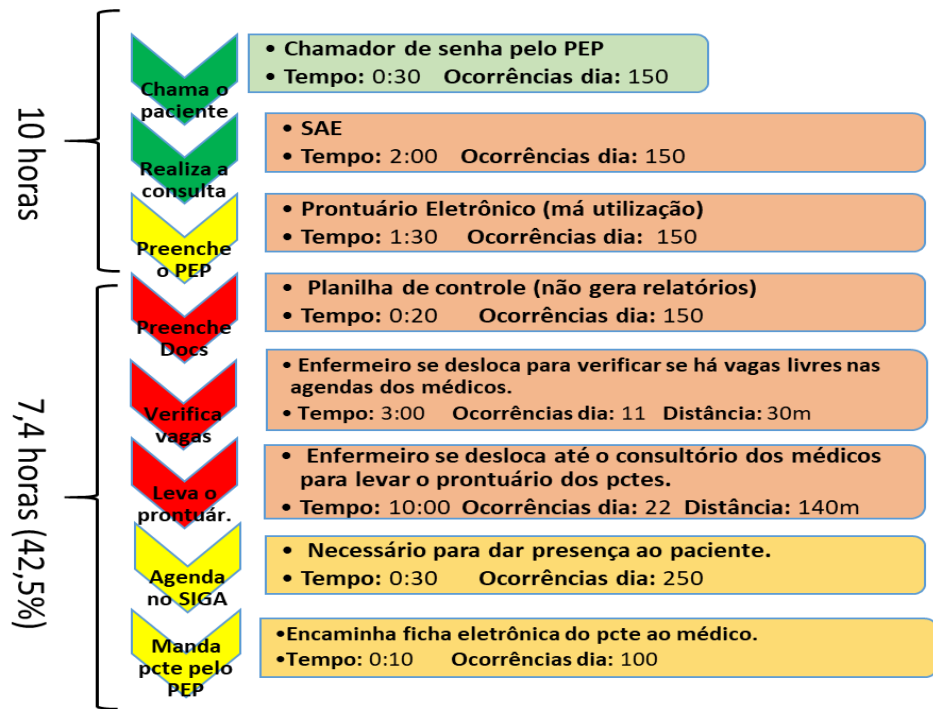 10 horas
Chama o
paciente
• Chamador de senha pelo PEP
• Tempo: 0:30 Ocorrências dia: 150
Realiza a
consulta
• SAE
• Tempo: 2:00 Ocorrências dia: 150
Preenche
o PEP
• Prontuário Eletrônico (má utilização)
• Tempo: 1:30 Ocorrências dia: 150
7,4 horas (42,5%)
Preenche
Docs
• Planilha de controle (não gera relatórios)
• Tempo: 0:20 Ocorrências dia: 150
Verifica
vagas
• Enfermeiro se desloca para verificar se há vagas livres nas
agendas dos médicos.
• Tempo: 3:00 Ocorrências dia: 11 Distância: 30m
Leva o
prontuár.
• Enfermeiro se desloca até o consultório dos médicos
para levar o prontuário dos pctes.
• Tempo: 10:00 Ocorrências dia: 22 Distância: 140m
Agenda
no SIGA
• Necessário para dar presença ao paciente.
• Tempo: 0:30 Ocorrências dia: 250
Manda
pcte pelo
PEP
•Encaminha ficha eletrônica do pcte ao médico.
•Tempo: 0:10 Ocorrências dia: 100